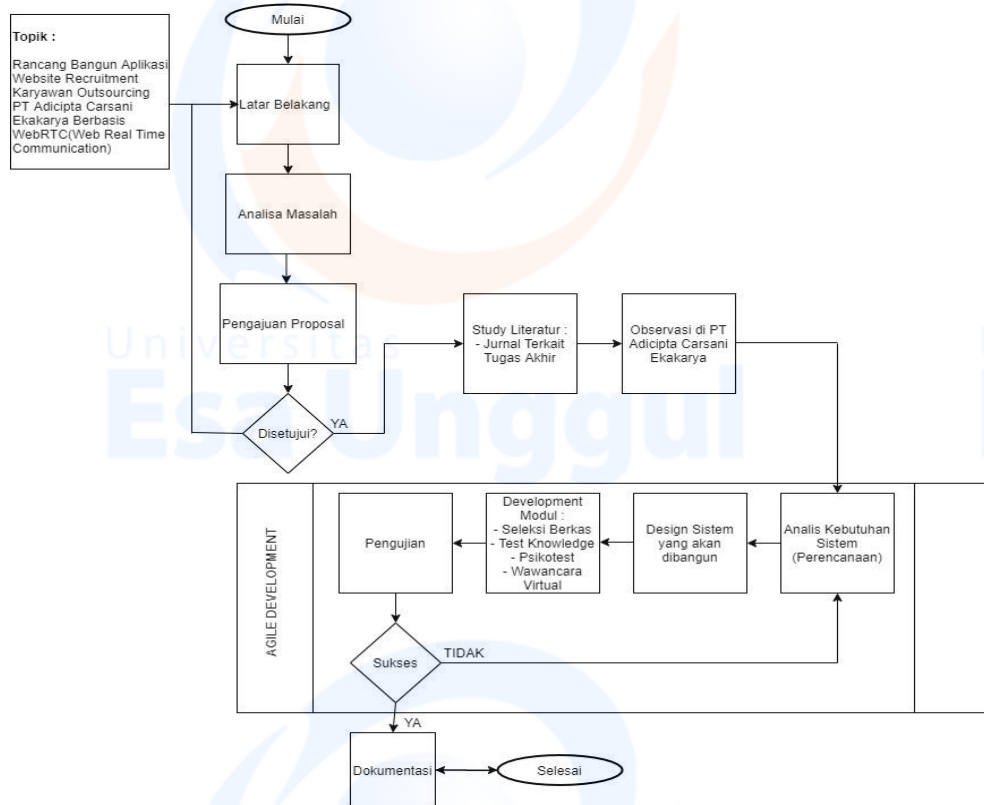 Mulai
Topik :
Rancang Bangun Aplikasi
Website Recruitment
Karyawan Outsourcing
PT Adicipta Carsani
Ekakarya Berbasis
WebRTC(Web Real Time
Communication)
Latar Belakang
Analisa Masalah
Pengajuan Proposal
Disetujui?
YA
Study Literatur :
- Jurnal Terkait
Tugas Akhir
Observasi di PT
Adicipta Carsani
Ekakarya
Universitas
Esa Unggul
AGILE DEVELOPMENT
Pengujian
Development
Modul :
- Seleksi Berkas
- Test Knowledge
- Psikotest
- Wawancara
Virtual
Design Sistem
yang akan
dibangun
Analis Kebutuhan
Sistem
(Perencanaan)
Sukses
TIDAK
YA
Dokumentasi
Selesai